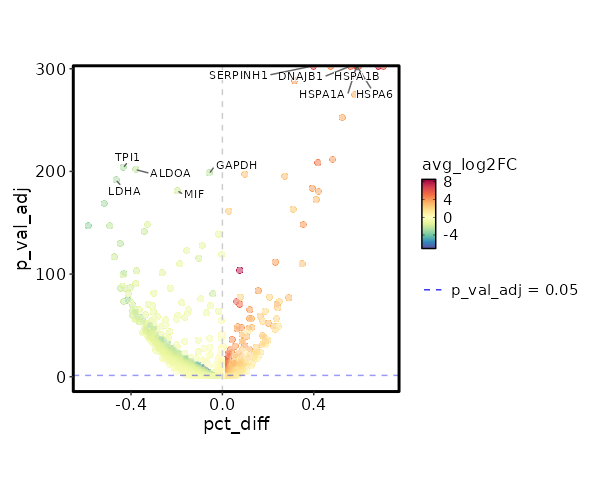 300
SERPINH1
DNAJB1
HSPA1B
HSPA1A
HSPA6
200
TPI1
ALDOA
GAPDH
LDHA
MIF
p_val_adj
100
0
-0.4
0.0
0.4
pct_diff
avg_log2FC
8
4
0
-4
p_val_adj = 0.05